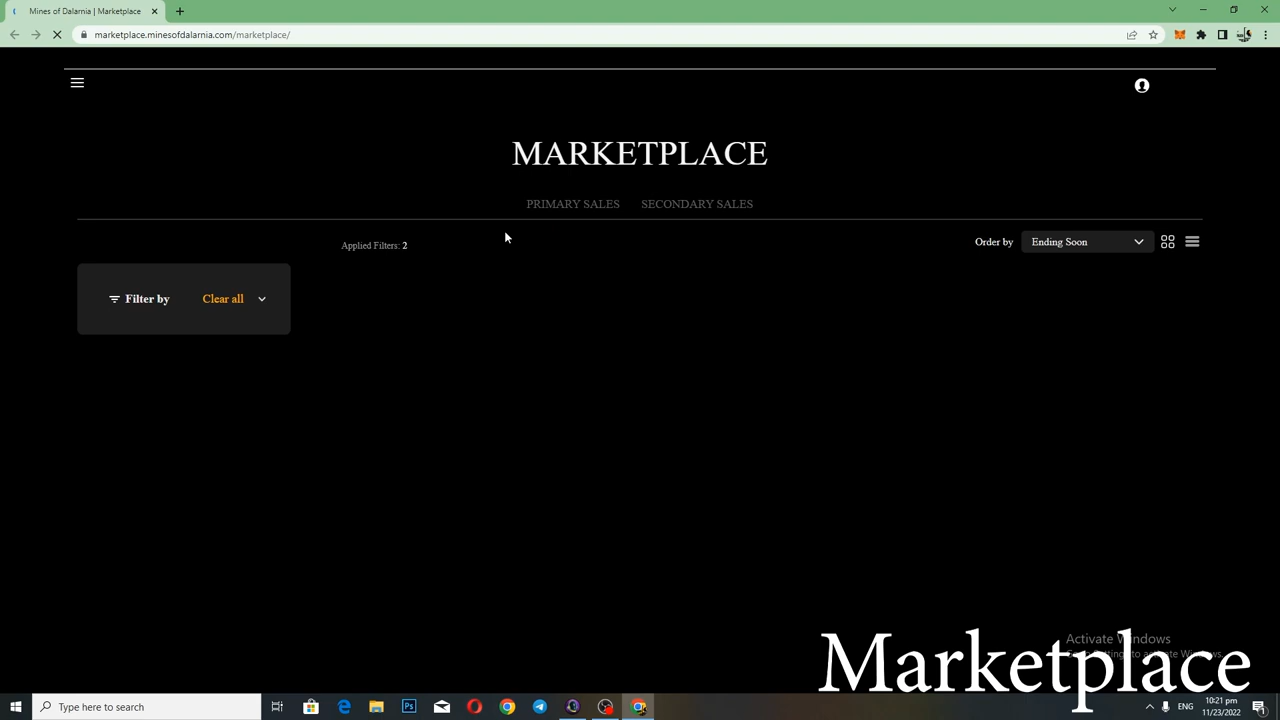 Mines of Dalarnia | Marketplace
marketplace.minesofdalarnia.com/marketplace/
MARKETPLACE
PRIMARY SALES SECONDARY SALES
Applied Filters: 2
Order by Ending Soon
Filter by Clear all
Activate Windows
Marketplace
Type here to search
ENG
10:21 pm
11/23/2022